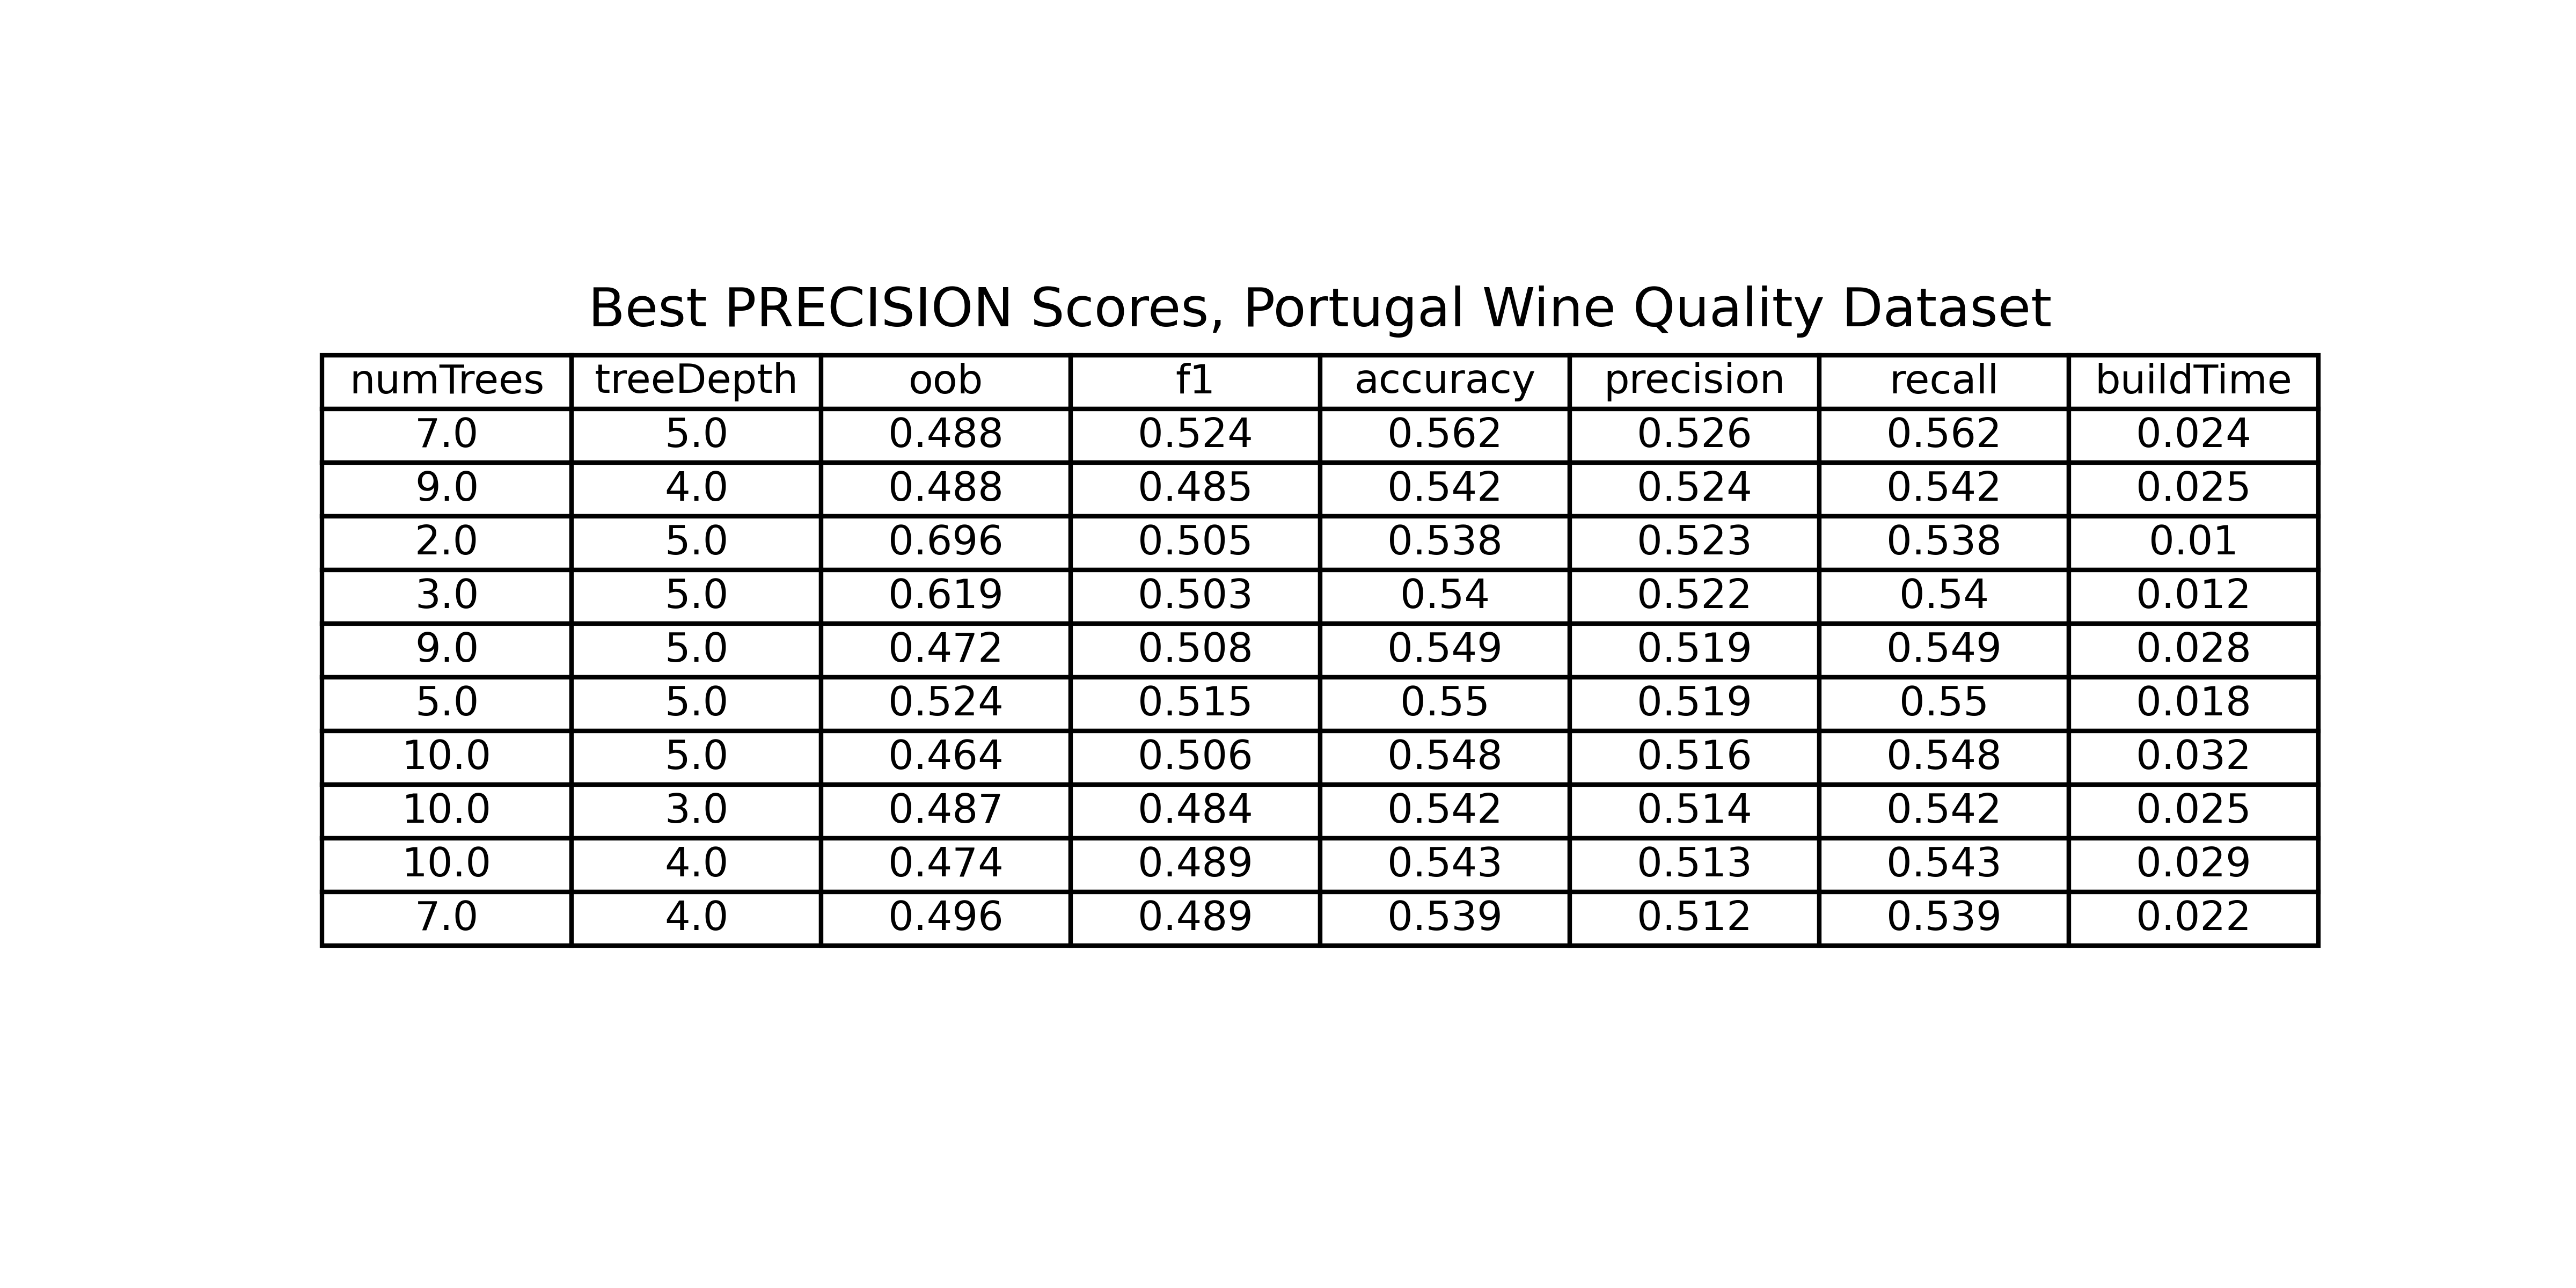 Best PRECISION Scores, Portugal Wine Quality Dataset
numTrees treeDepth oob f1 accuracy precision recall buildTime
7.0 5.0 0.488 0.524 0.562 0.526 0.562 0.024
9.0 4.0 0.488 0.485 0.542 0.524 0.542 0.025
2.0 5.0 0.696 0.505 0.538 0.523 0.538 0.01
3.0 5.0 0.619 0.503 0.54 0.522 0.54 0.012
9.0 5.0 0.472 0.508 0.549 0.519 0.549 0.028
5.0 5.0 0.524 0.515 0.55 0.519 0.55 0.018
10.0 5.0 0.464 0.506 0.548 0.516 0.548 0.032
10.0 3.0 0.487 0.484 0.542 0.514 0.542 0.025
10.0 4.0 0.474 0.489 0.543 0.513 0.543 0.029
7.0 4.0 0.496 0.489 0.539 0.512 0.539 0.022